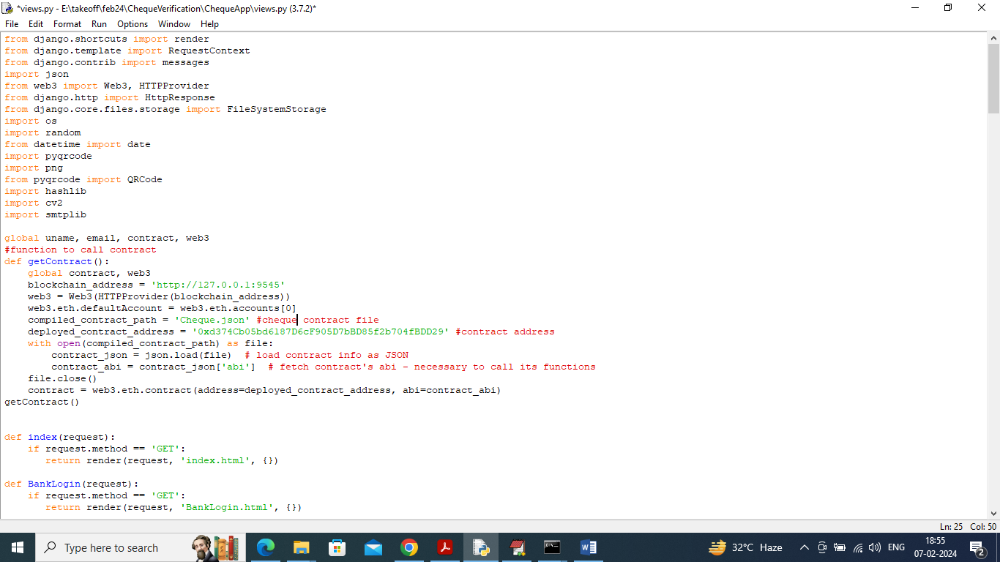 *views.py - E:\takeoff\feb24\ChequeVerification\ChequeApp\views.py (3.7.2)*
File Edit Format Run Options Window Help
from django.shortcuts import render
from django.template import RequestContext
from django.contrib import messages
import json
from web3 import Web3, HTTPProvider
from django.http import HttpResponse
from django.core.files.storage import FileSystemStorage
import os
import random
from datetime import date
import pyqrcode
import png
from pyqrcode import QRCode
import hashlib
import cv2
import smtplib

global uname, email, contract, web3
#function to call contract
def getContract():
    global contract, web3
    blockchain_address = 'http://127.0.0.1:9545'
    web3 = Web3(HTTPProvider(blockchain_address))
    web3.eth.defaultAccount = web3.eth.accounts[0]
    compiled_contract_path = 'Cheque.json' #cheque contract file
    deployed_contract_address = '0xd374Cb05bd6187D6cF905D7bBD85f2b704fBDD29' #contract address
    with open(compiled_contract_path) as file:
        contract_json = json.load(file)  # load contract info as JSON
        contract_abi = contract_json['abi']  # fetch contract's abi - necessary to call its functions
    file.close()
    contract = web3.eth.contract(address=deployed_contract_address, abi=contract_abi)
getContract()

def index(request):
    if request.method == 'GET':
       return render(request, 'index.html', {})

def BankLogin(request):
    if request.method == 'GET':
       return render(request, 'BankLogin.html', {})
Ln: 25 Col: 50
Type here to search
32°C Haze
ENG
18:55
07-02-2024
2